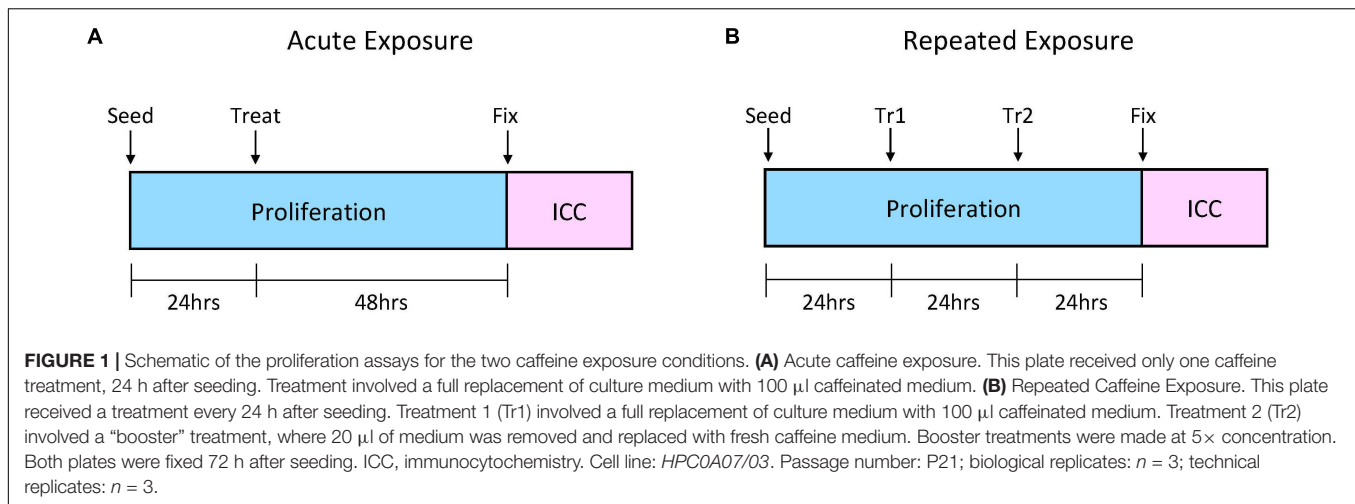 A Acute Exposure
Seed Treat Fix
Proliferation ICC
24hrs 48hrs
B Repeated Exposure
Seed Tr1 Tr2 Fix
Proliferation ICC
24hrs 24hrs 24hrs
FIGURE 1 | Schematic of the proliferation assays for the two caffeine exposure conditions. (A) Acute caffeine exposure. This plate received only one caffeine
treatment, 24 h after seeding. Treatment involved a full replacement of culture medium with 100 μl caffeinated medium. (B) Repeated Caffeine Exposure. This plate
received a treatment every 24 h after seeding. Treatment 1 (Tr1) involved a full replacement of culture medium with 100 μl caffeinated medium. Treatment 2 (Tr2)
involved a “booster” treatment, where 20 μl of medium was removed and replaced with fresh caffeine medium. Booster treatments were made at 5× concentration.
Both plates were fixed 72 h after seeding. ICC, immunocytochemistry. Cell line: HPC0A07/03. Passage number: P21; biological replicates: n = 3; technical
replicates: n = 3.